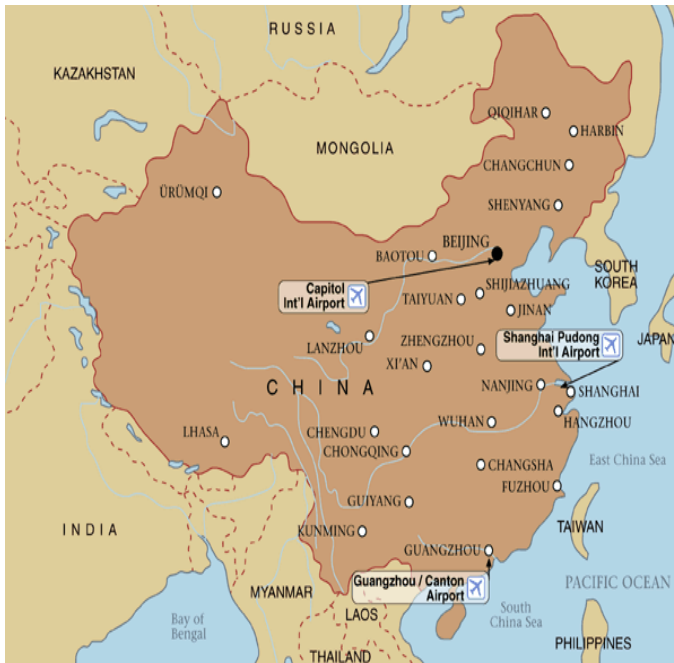 RUSSIA
KAZAKHSTAN
MONGOLIA
QIQIHAR
HARBIN
CHANGCHUN
ÜRÜMQI
SHENYANG
BEIJING
BAOTOU
Capitol
Int'l Airport
SHIJIAZHUANG
TAIYUAN
JINAN
SOUTH
KOREA
LANZHOU
ZHENGZHOU
Shanghai Pudong
Int'l Airport
JAPAN
XI'AN
CHINA
NANJING
SHANGHAI
HANGZHOU
LHASA
CHENGDU
WUHAN
CHONGQING
East China Sea
CHANGSHA
FUZHOU
GUIYANG
INDIA
KUNMING
TAIWAN
GUANGZHOU
Guangzhou / Canton
Airport
PACIFIC OCEAN
MYANMAR
LAOS
South
China Sea
Bay of
Bengal
PHILIPPINES
THAILAND